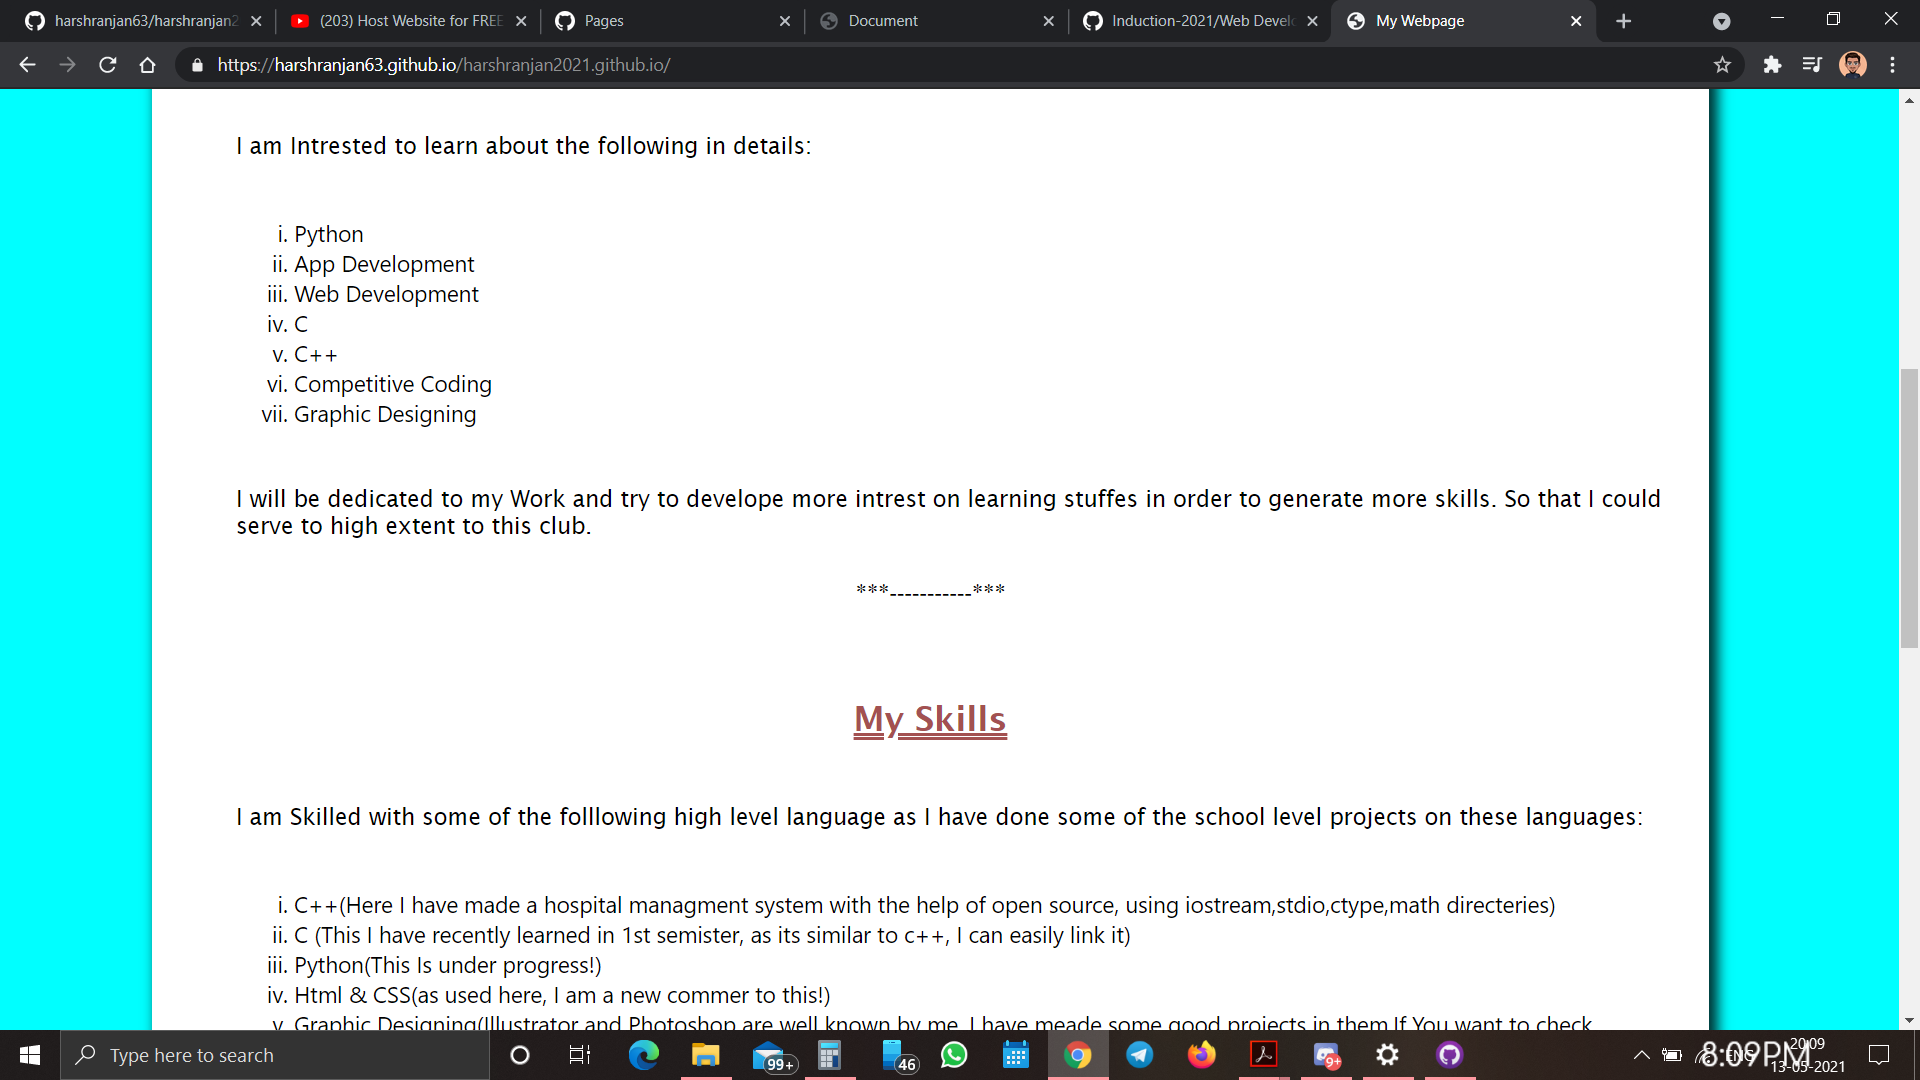 harshranjan63/harshranjan2
(203) Host Website for FREE
Pages
Document
Induction-2021/Web Devel
My Webpage
https://harshranjan63.github.io/harshranjan2021.github.io/
I am Intrested to learn about the following in details:
i. Python
ii. App Development
iii. Web Development
iv. C
v. C++
vi. Competitive Coding
vii. Graphic Designing
I will be dedicated to my Work and try to develope more intrest on learning stuffes in order to generate more skills. So that I could
serve to high extent to this club.
***-----------***
My Skills
I am Skilled with some of the folllowing high level language as I have done some of the school level projects on these languages:
i. C++(Here I have made a hospital managment system with the help of open source, using iostream,stdio,ctype,math directeries)
ii. C (This I have recently learned in 1st semister, as its similar to c++, I can easily link it)
iii. Python(This Is under progress!)
iv. Html & CSS(as used here, I am a new commer to this!)
v. Graphic Designing(Illustrator and Photoshop are well known by me, I have meade some good projects in them.If You want to check
Type here to search
99+
46
9+
ENG
8:09PM
20:09
13-05-2021